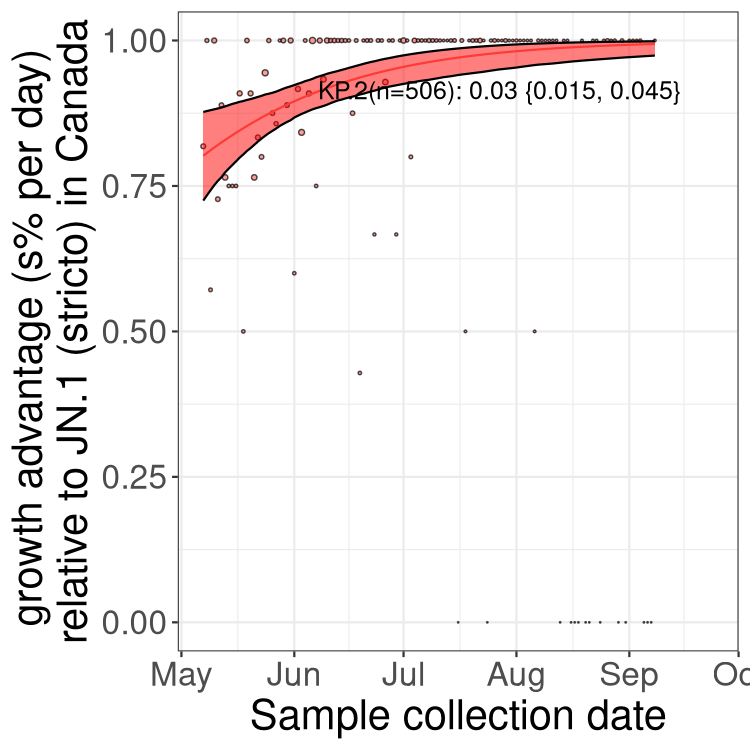 growth advantage (s% per day)
relative to JN.1 (stricto) in Canada
1.00
0.75
0.50
0.25
0.00
KP.2(n=506): 0.03 {0.015, 0.045}
May Jun Jul Aug Sep Oc
Sample collection date